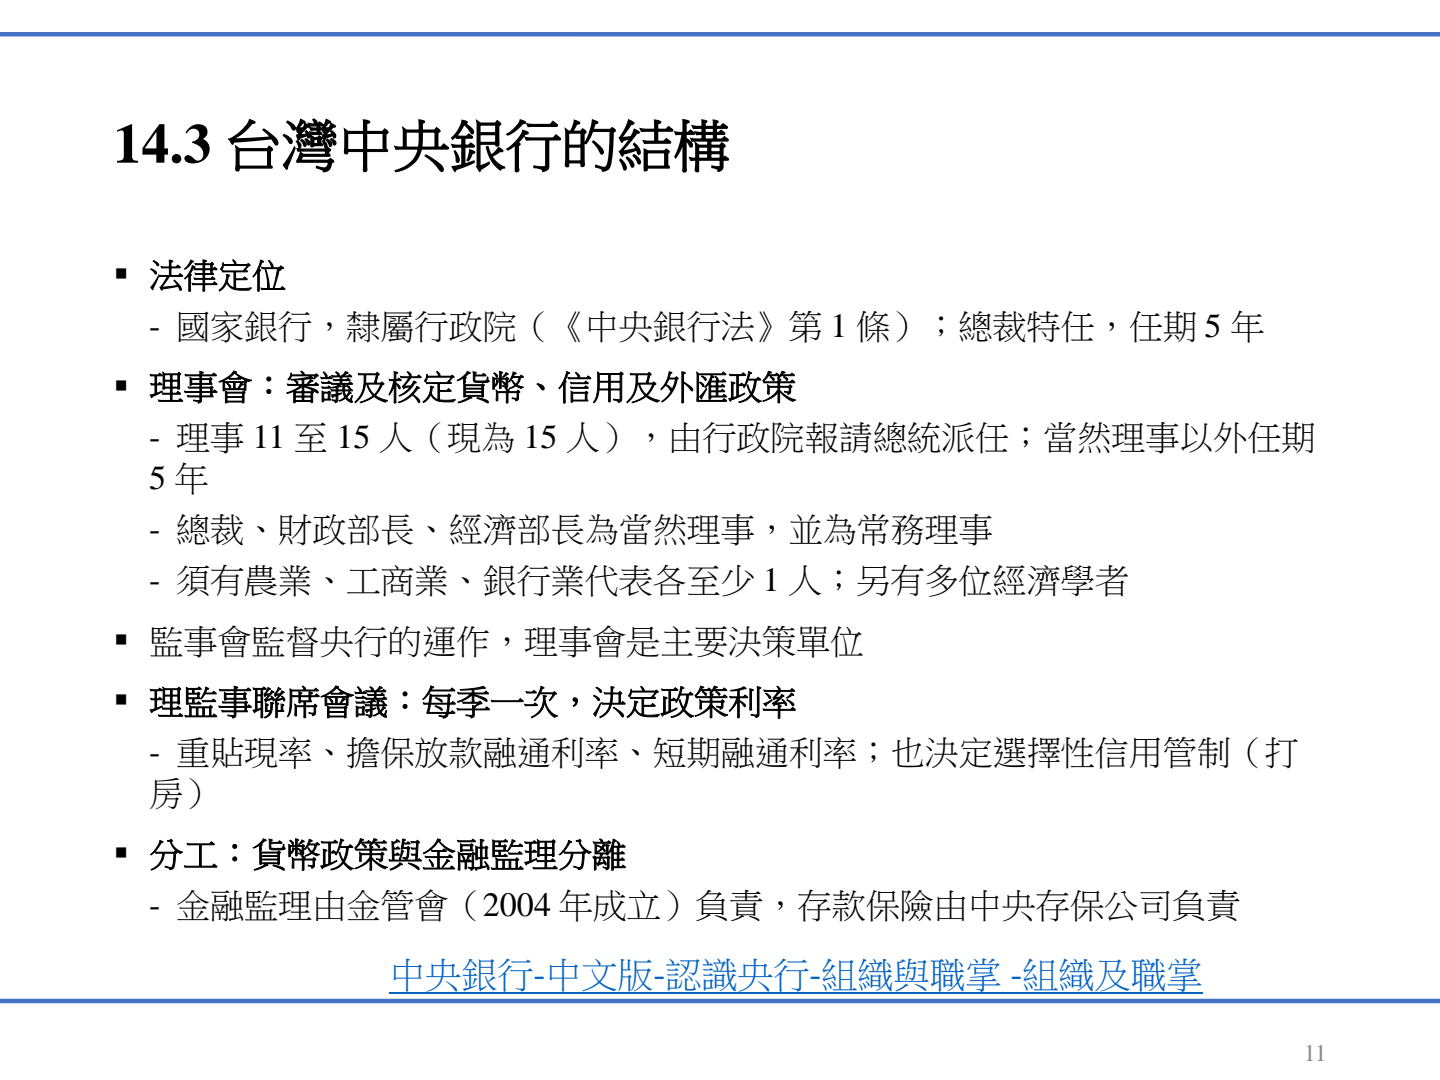 14.3 台灣中央銀行的結構
▪ 法律定位
- 國家銀行，隸屬行政院（《中央銀行法》第 1 條）；總裁特任，任期 5 年
▪ 理事會：審議及核定貨幣、信用及外匯政策
- 理事 11 至 15 人（現為 15 人），由行政院報請總統派任；當然理事以外任期
5 年
- 總裁、財政部長、經濟部長為當然理事，並為常務理事
- 須有農業、工商業、銀行業代表各至少 1 人；另有多位經濟學者
▪ 監事會監督央行的運作，理事會是主要決策單位
▪ 理監事聯席會議：每季一次，決定政策利率
- 重貼現率、擔保放款融通利率、短期融通利率；也決定選擇性信用管制（打
房）
▪ 分工：貨幣政策與金融監理分離
- 金融監理由金管會（2004 年成立）負責，存款保險由中央存保公司負責
中央銀行-中文版-認識央行-組織與職掌 -組織及職掌
11